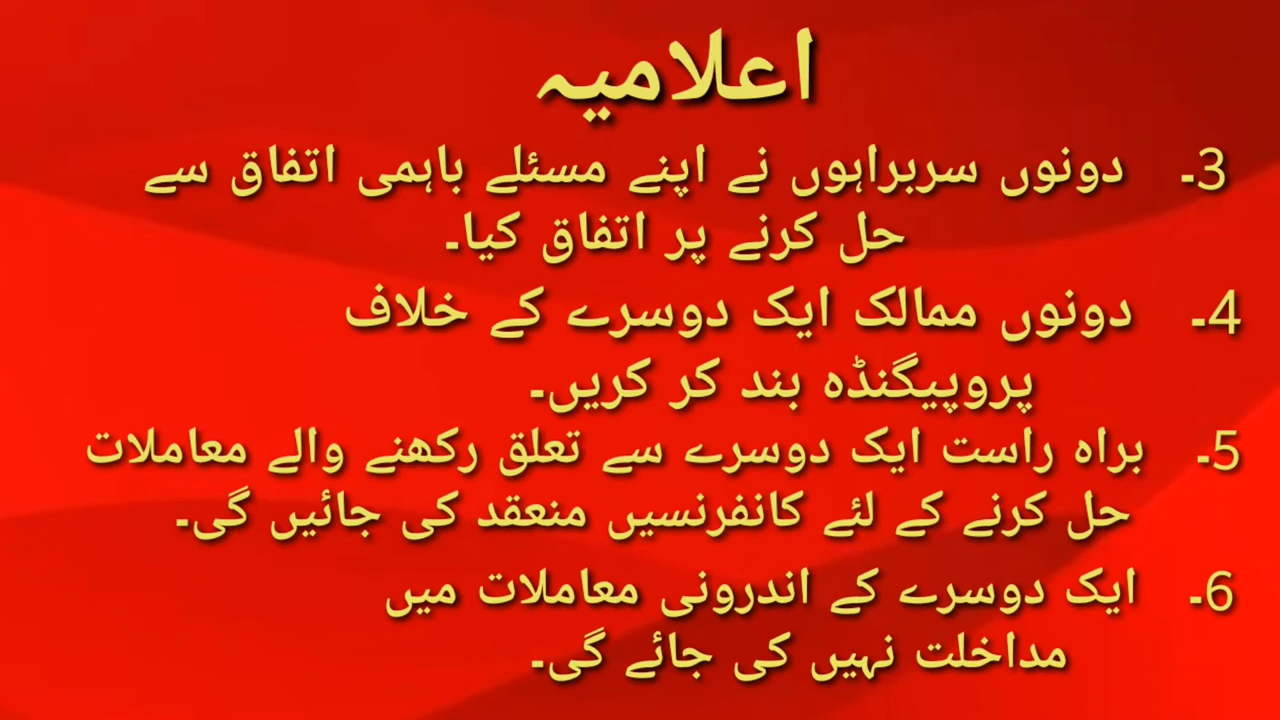 اعلامیہ
3۔ دونوں سربراہوں نے اپنے مسئلے باہمی اتفاق سے
حل کرنے پر اتفاق کیا۔
4۔ دونوں ممالک ایک دوسرے کے خلاف
پروپیگنڈہ بند کر کریں۔
5۔ براہ راست ایک دوسرے سے تعلق رکھنے والے معاملات
حل کرنے کے لئے کانفرنسیں منعقد کی جائیں گی۔
6۔ ایک دوسرے کے اندرونی معاملات میں
مداخلت نہیں کی جائے گی۔